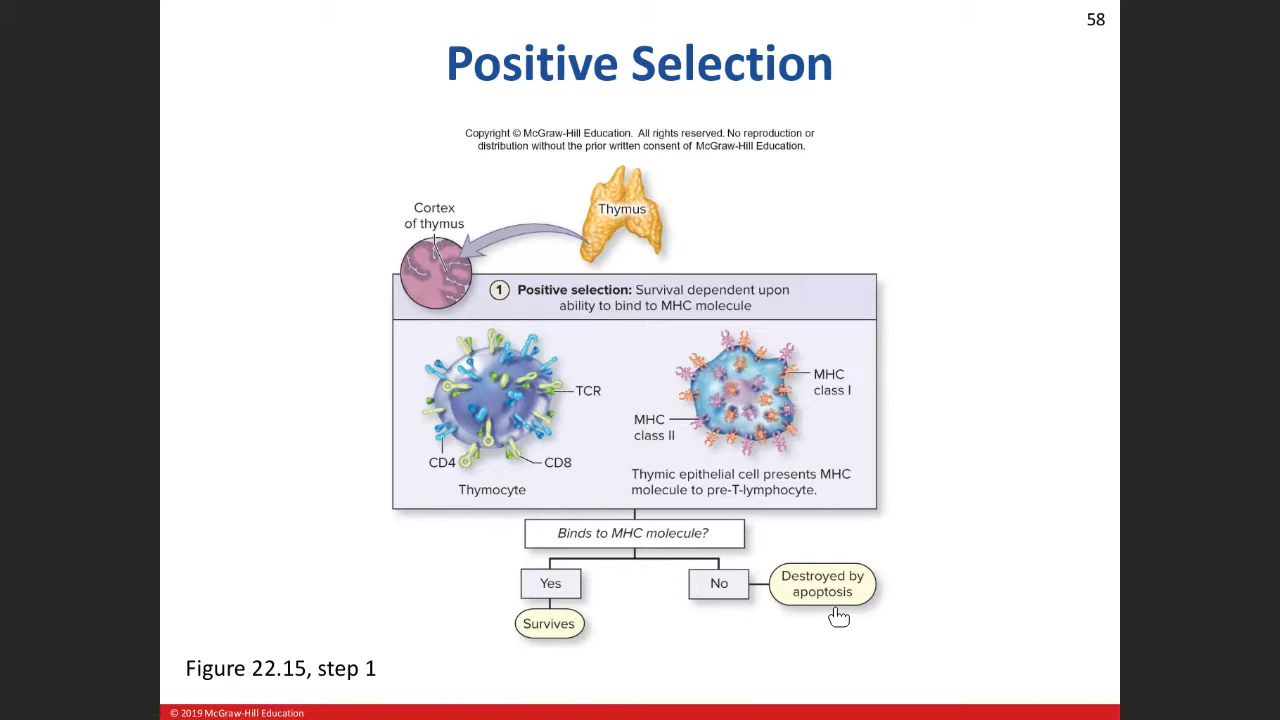 58
Positive Selection
Copyright © McGraw-Hill Education. All rights reserved. No reproduction or
distribution without the prior written consent of McGraw-Hill Education.
Thymus
Cortex
of thymus
1 Positive selection: Survival dependent upon
ability to bind to MHC molecule
TCR
CD4
CD8
Thymocyte
MHC
class I
MHC
class II
Thymic epithelial cell presents MHC
molecule to pre-T-lymphocyte.
Binds to MHC molecule?
Yes
No
Destroyed by
apoptosis
Survives
Figure 22.15, step 1
© 2019 McGraw-Hill Education